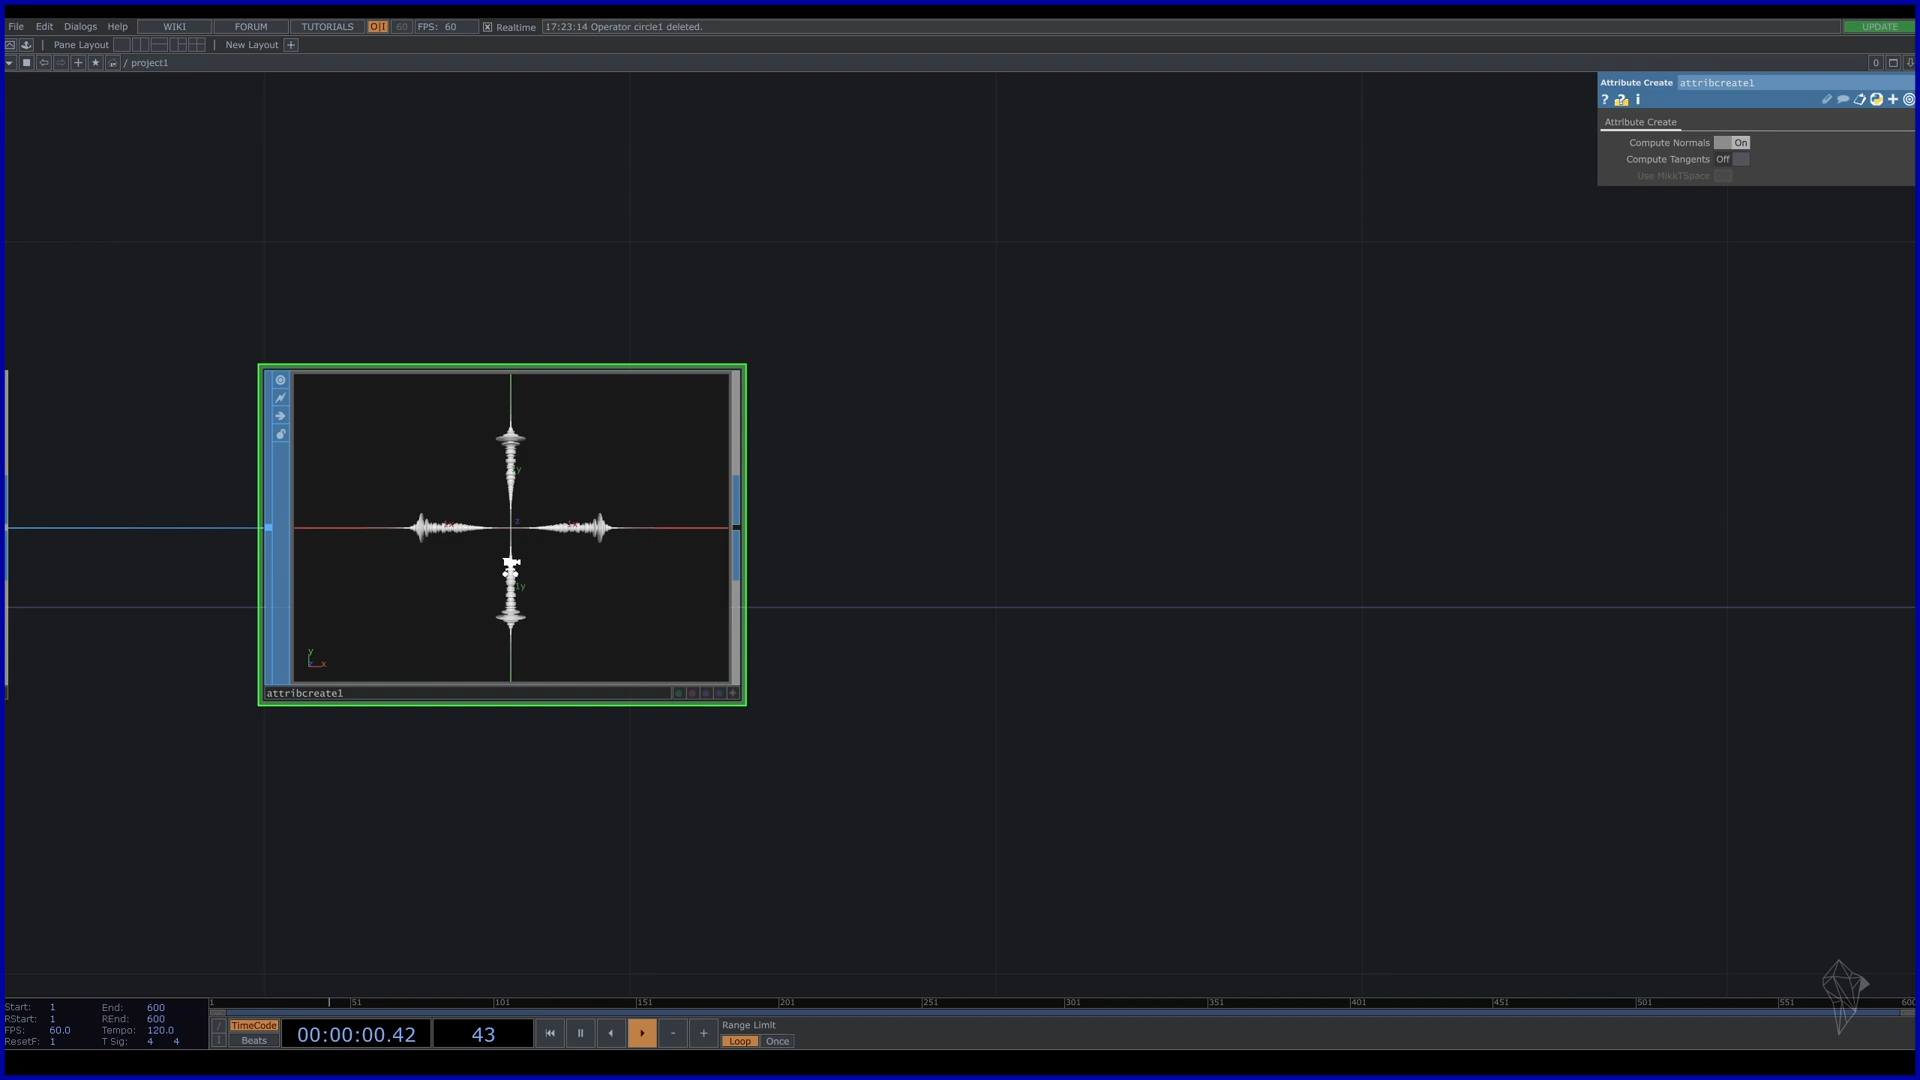 File Edit Dialogs Help WIKI FORUM TUTORIALS O|I 60 FPS: 60 Realtime 17:23:14 Operator circle1 deleted. UPDATE
Pane Layout New Layout +
/ project1 0
Attribute Create attribcreate1
? ? i
Attribute Create
Compute Normals On
Compute Tangents Off
Use MikkTSpace
y
z
y
y
z x
attribcreate1
1 51 101 151 201 251 301 351 401 451 501 551 600
Start: 1 End: 600
RStart: 1 REnd: 600
FPS: 60.0 Tempo: 120.0
ResetF: 1 T Sig: 4 4
TimeCode
Beats
00:00:00.42 43
- +
Range Limit
Loop Once